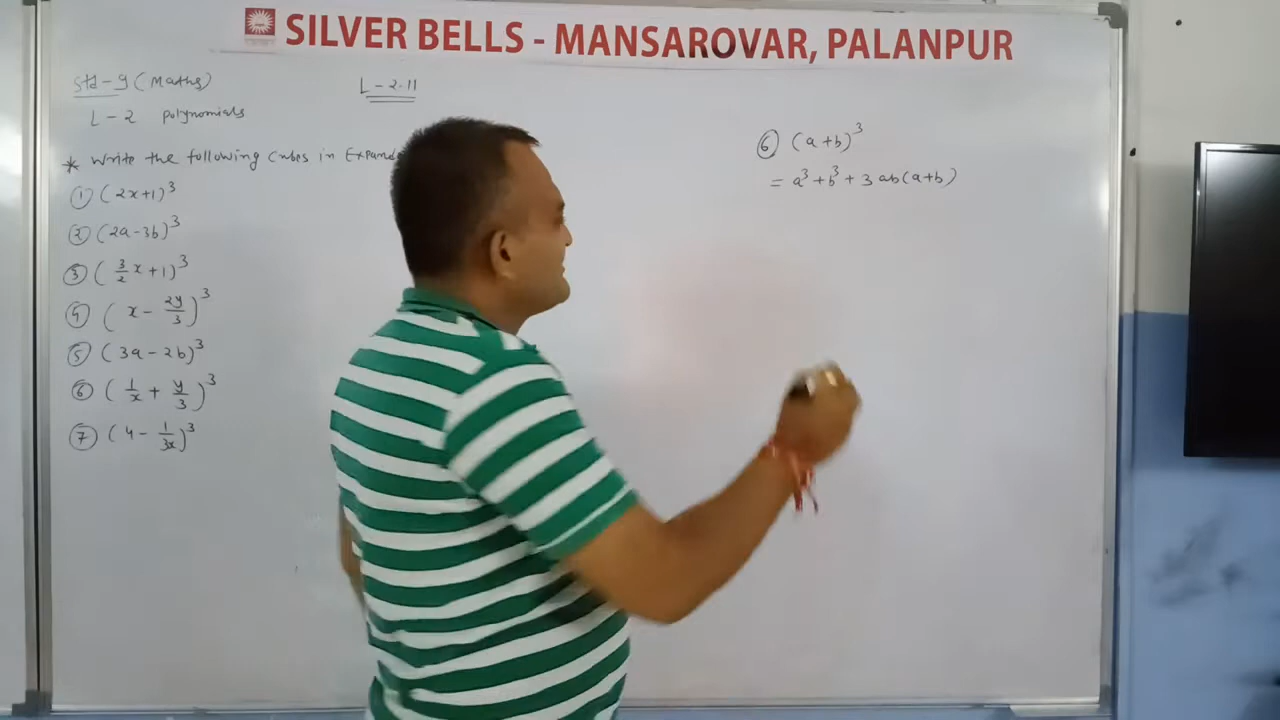 SILVER BELLS - MANSAROVAR, PALANPUR
Std-9 (Maths)
L-2.11
L-2 polynomials
* Write the following Cubes in Expande
① (2x+1)³
② (2a-3b)³
③ (3/2 x + 1)³
④ (x - 2y/3)³
⑤ (3a-2b)³
⑥ (1/x + y/3)³
⑦ (4 - 1/3x)³
⑥ (a+b)³
= a³+b³+3ab(a+b)